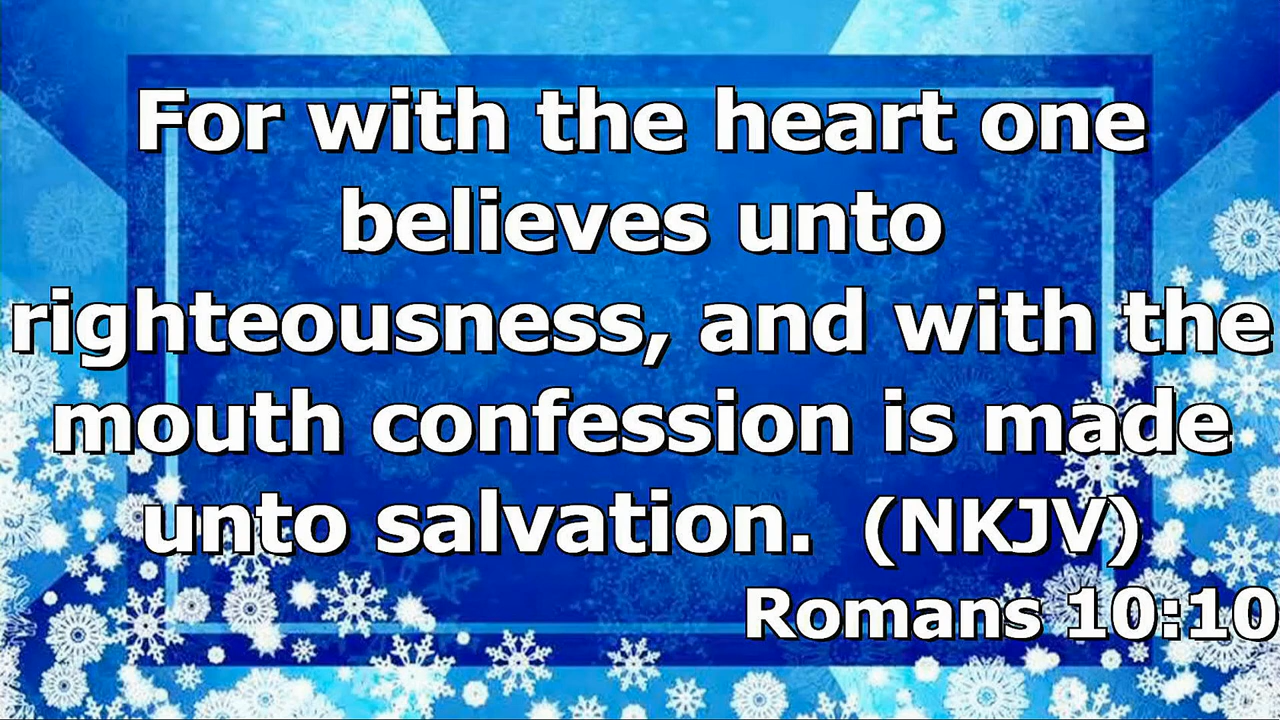 For with the heart one
believes unto
righteousness, and with the
mouth confession is made
unto salvation.  (NKJV)
Romans 10:10